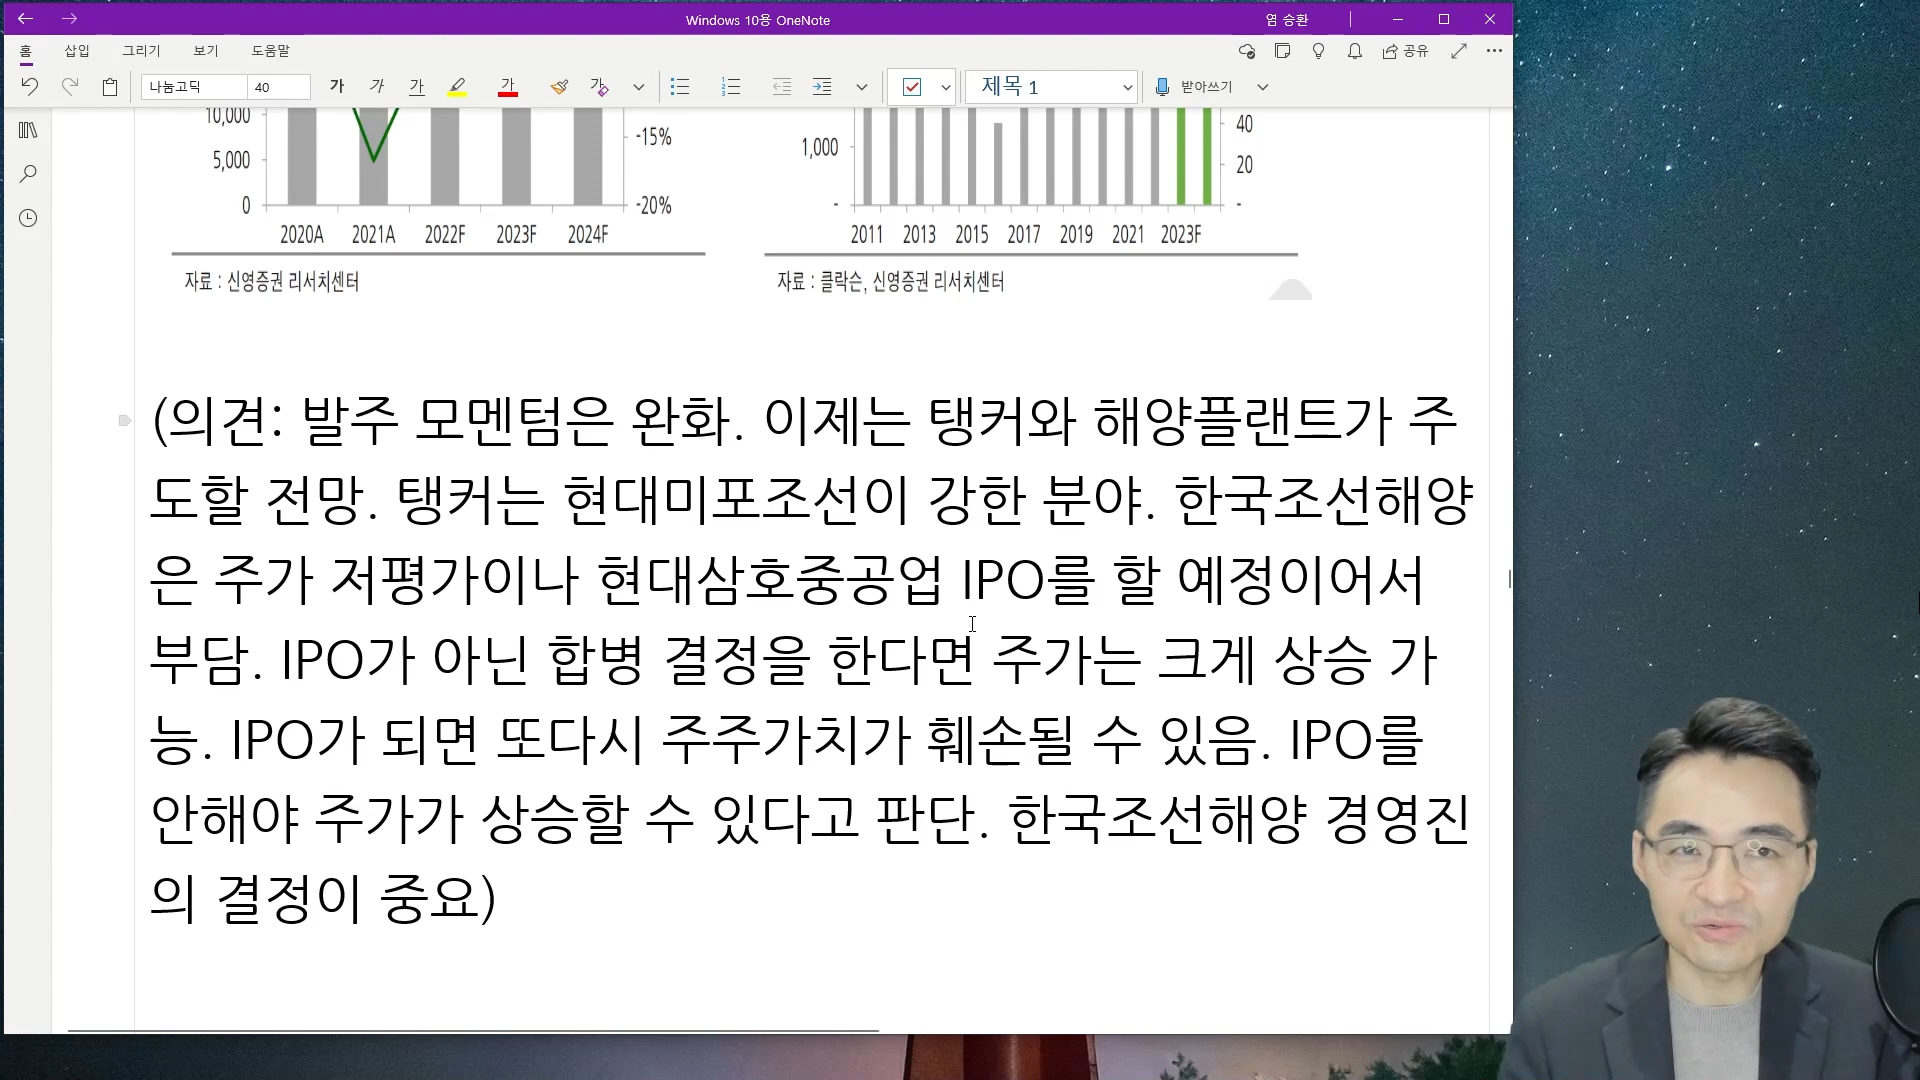 Windows 10용 OneNote
염 승환
홈 삽입 그리기 보기 도움말
공유
나눔고딕 40 가 가 가 가 가 제목 1 받아쓰기
10,000 -15%
5,000
0 -20%
2020A 2021A 2022F 2023F 2024F
자료 : 신영증권 리서치센터
40
1,000
20
- -
2011 2013 2015 2017 2019 2021 2023F
자료 : 클락슨, 신영증권 리서치센터
(의견: 발주 모멘텀은 완화. 이제는 탱커와 해양플랜트가 주
도할 전망. 탱커는 현대미포조선이 강한 분야. 한국조선해양
은 주가 저평가이나 현대삼호중공업 IPO를 할 예정이어서
부담. IPO가 아닌 합병 결정을 한다면 주가는 크게 상승 가
능. IPO가 되면 또다시 주주가치가 훼손될 수 있음. IPO를
안해야 주가가 상승할 수 있다고 판단. 한국조선해양 경영진
의 결정이 중요)